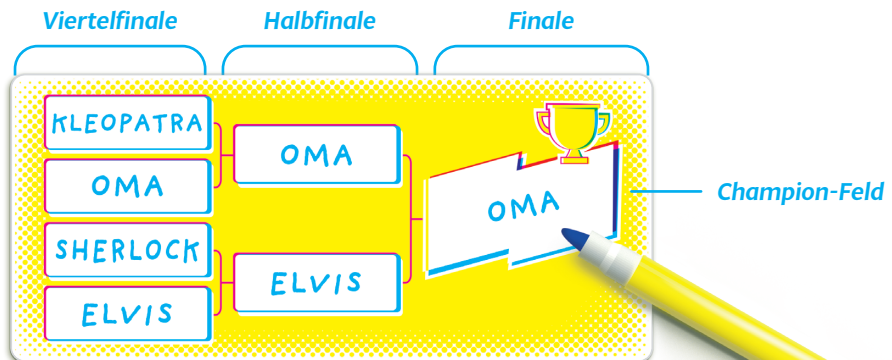 Viertelfinale
Halbfinale
Finale
KLEOPATRA
OMA
SHERLOCK
ELVIS
OMA
ELVIS
OMA
Champion-Feld